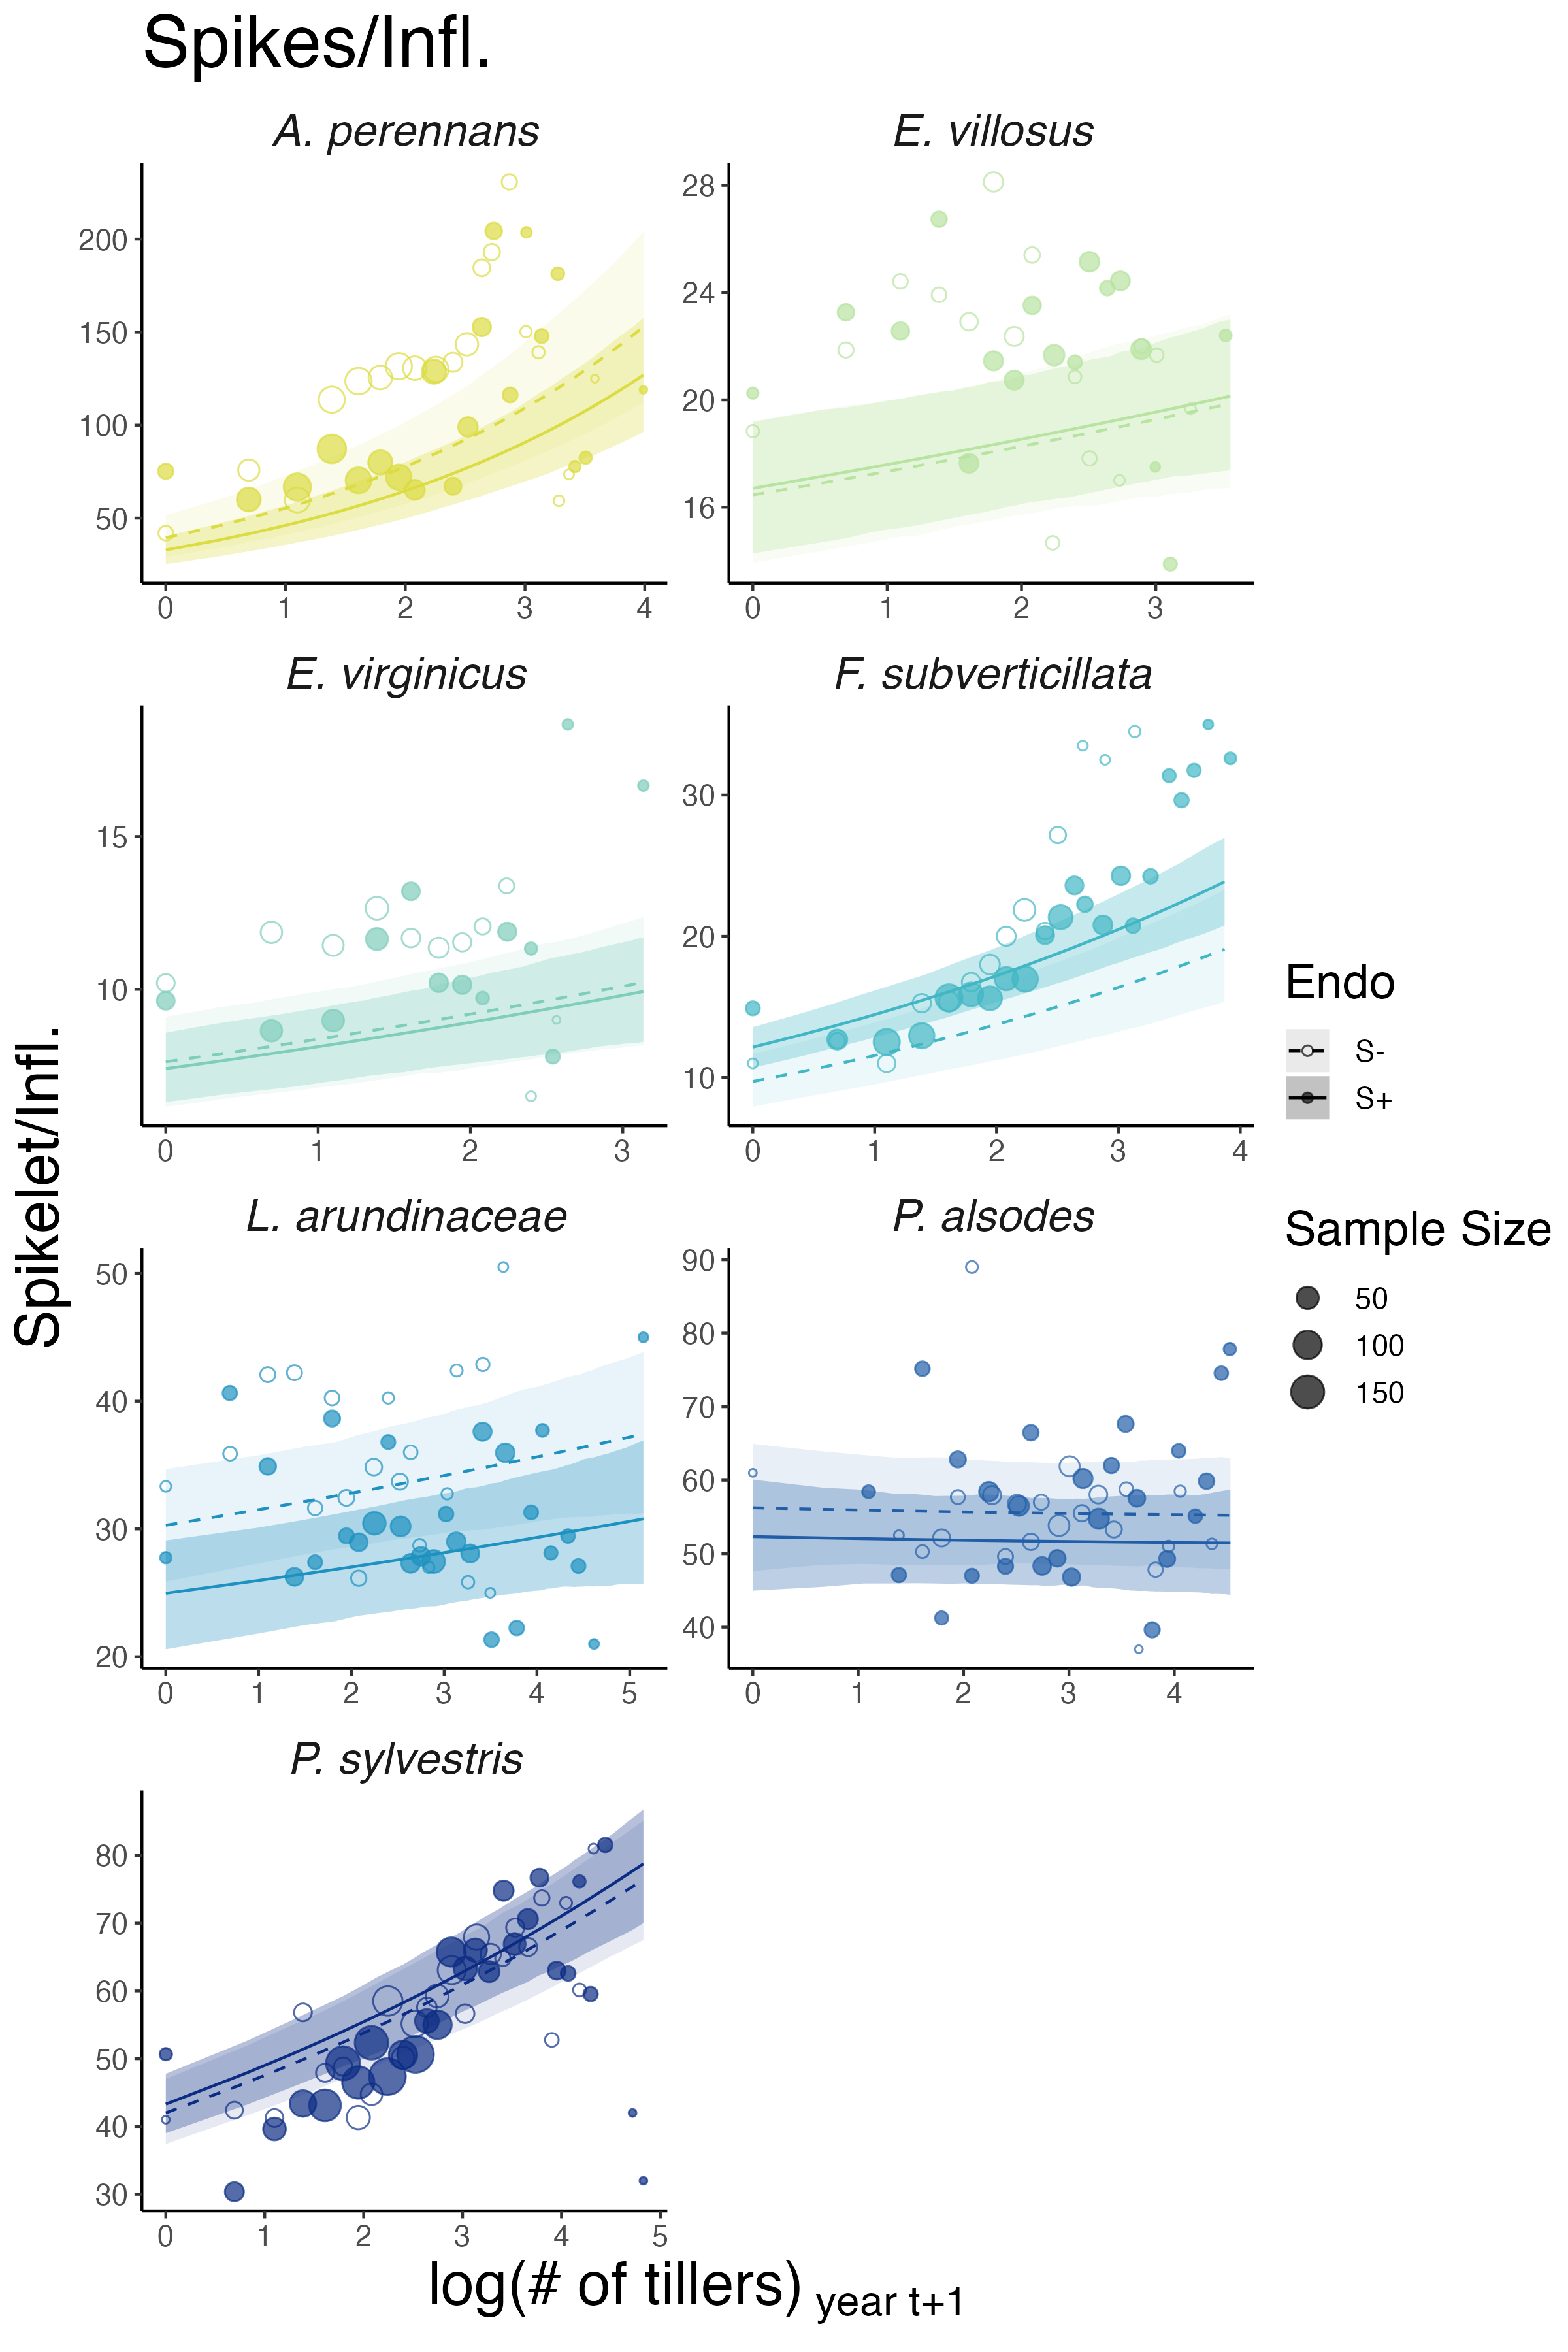 Spikes/Infl.
A. perennans
E. villosus
200
150
100
50
0 1 2 3 4
28
24
20
16
0 1 2 3
E. virginicus
F. subverticillata
15
10
0 1 2 3
30
20
10
0 1 2 3 4
L. arundinaceae
P. alsodes
50
40
30
20
0 1 2 3 4 5
90
80
70
60
50
40
0 1 2 3 4
P. sylvestris
80
70
60
50
40
30
0 1 2 3 4 5
Spikelet/Infl.
log(# of tillers) year t+1
Endo
S-
S+
Sample Size
50
100
150